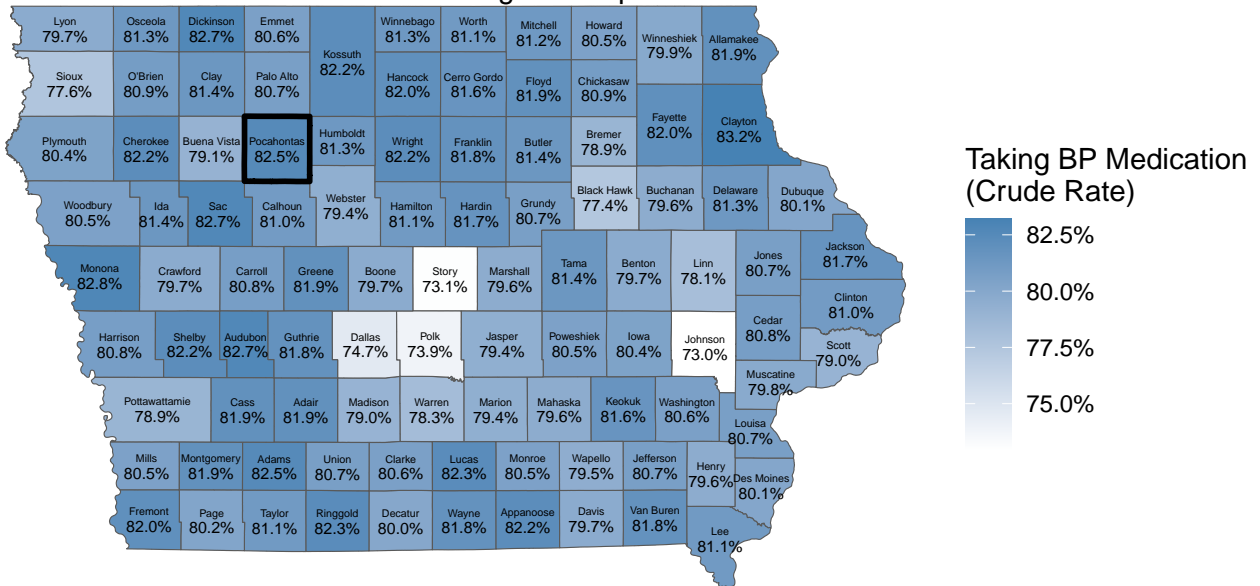 Lyon
79.7%
Osceola
81.3%
Dickinson
82.7%
Emmet
80.6%
Kossuth
82.2%
Winnebago
81.3%
Worth
81.1%
Mitchell
81.2%
Howard
80.5%
Winneshiek
79.9%
Allamakee
81.9%
Sioux
77.6%
O'Brien
80.9%
Clay
81.4%
Palo Alto
80.7%
Hancock
82.0%
Cerro Gordo
81.6%
Floyd
81.9%
Chickasaw
80.9%
Fayette
82.0%
Clayton
83.2%
Plymouth
80.4%
Cherokee
82.2%
Buena Vista
79.1%
Pocahontas
82.5%
Humboldt
81.3%
Wright
82.2%
Franklin
81.8%
Butler
81.4%
Bremer
78.9%
Woodbury
80.5%
Ida
81.4%
Sac
82.7%
Calhoun
81.0%
Webster
79.4%
Hamilton
81.1%
Hardin
81.7%
Grundy
80.7%
Black Hawk
77.4%
Buchanan
79.6%
Delaware
81.3%
Dubuque
80.1%
Monona
82.8%
Crawford
79.7%
Carroll
80.8%
Greene
81.9%
Boone
79.7%
Story
73.1%
Marshall
79.6%
Tama
81.4%
Benton
79.7%
Linn
78.1%
Jones
80.7%
Jackson
81.7%
Clinton
81.0%
Harrison
80.8%
Shelby
82.2%
Audubon
82.7%
Guthrie
81.8%
Dallas
74.7%
Polk
73.9%
Jasper
79.4%
Poweshiek
80.5%
Iowa
80.4%
Johnson
73.0%
Cedar
80.8%
Scott
79.0%
Muscatine
79.8%
Pottawattamie
78.9%
Cass
81.9%
Adair
81.9%
Madison
79.0%
Warren
78.3%
Marion
79.4%
Mahaska
79.6%
Keokuk
81.6%
Washington
80.6%
Louisa
80.7%
Mills
80.5%
Montgomery
81.9%
Adams
82.5%
Union
80.7%
Clarke
80.6%
Lucas
82.3%
Monroe
80.5%
Wapello
79.5%
Jefferson
80.7%
Henry
79.6%
Des Moines
80.1%
Fremont
82.0%
Page
80.2%
Taylor
81.1%
Ringgold
82.3%
Decatur
80.0%
Wayne
81.8%
Appanoose
82.2%
Davis
79.7%
Van Buren
81.8%
Lee
81.1%
Taking BP Medication
(Crude Rate)
82.5%
80.0%
77.5%
75.0%